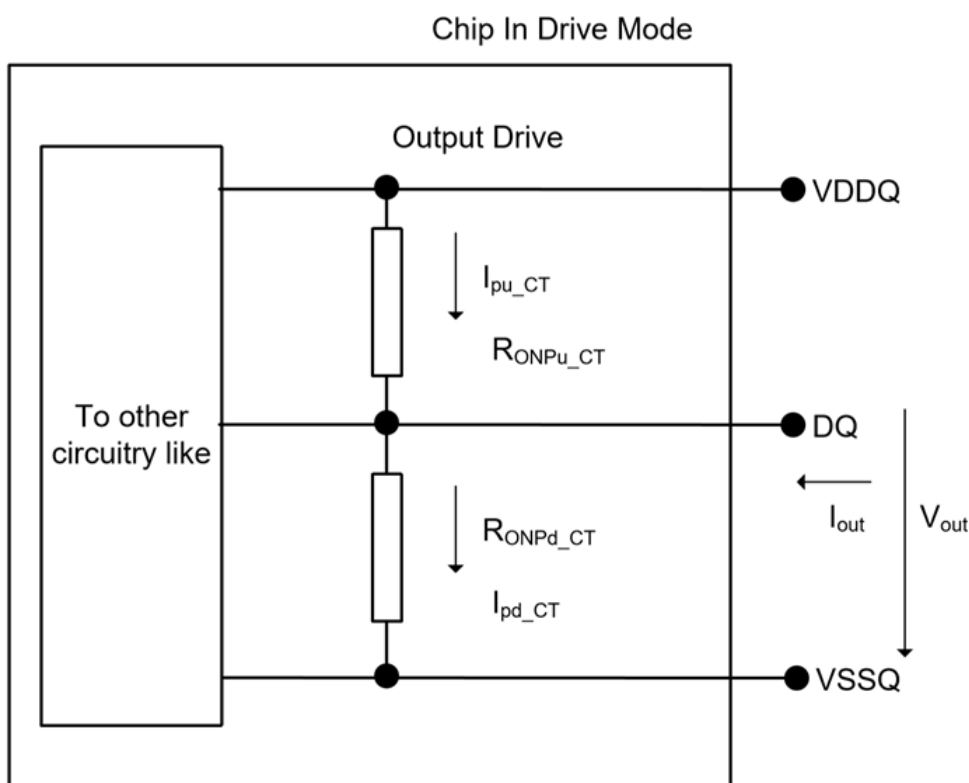 Chip In Drive Mode
Output Drive
VDDQ
Ipu_CT
RONPu_CT
To other
circuitry like
DQ
Iout
Vout
RONPd_CT
Ipd_CT
VSSQ